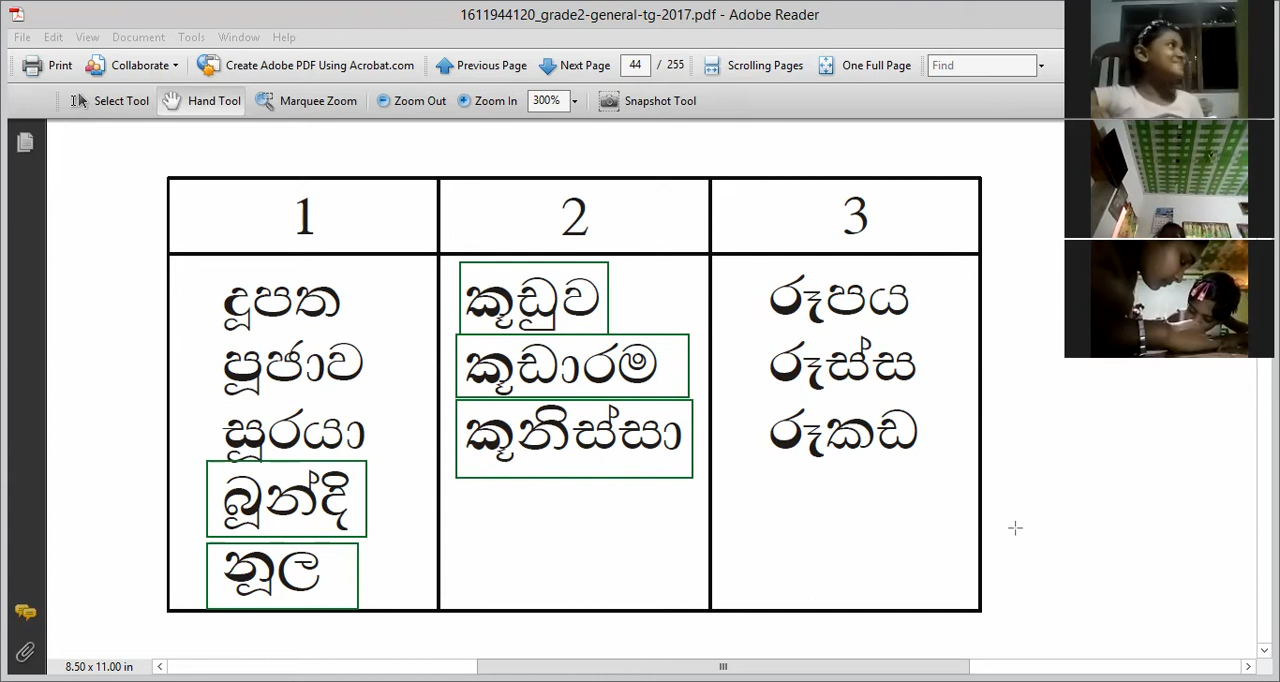 1611944120_grade2-general-tg-2017.pdf - Adobe Reader
File Edit View Document Tools Window Help
Print Collaborate Create Adobe PDF Using Acrobat.com Previous Page Next Page 44 / 255 Scrolling Pages One Full Page Find
Select Tool Hand Tool Marquee Zoom Zoom Out Zoom In 300% Snapshot Tool
1 2 3
දූපත කූඩුව රූපය
පූජාව කූඩාරම රූස්ස
සූරයා කූනිස්සා රූකඩ
බූන්දි
නූල
8.50 x 11.00 in